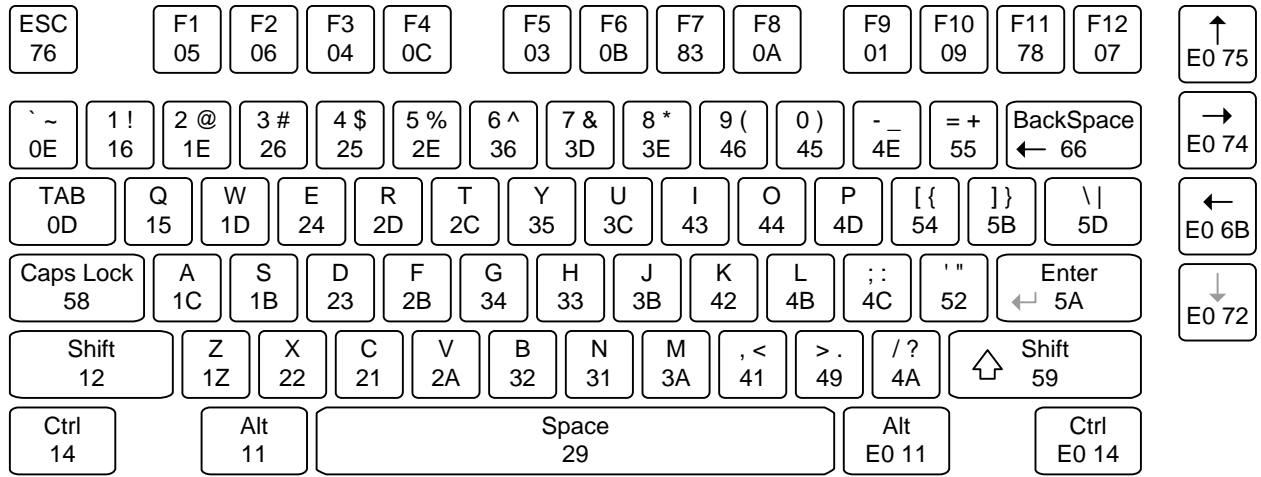 ESC F1 F2 F3 F4 F5 F6 F7 F8 F9 F10 F11 F12 ↑
76 05 06 04 0C 03 0B 83 0A 01 09 78 07 E0 75
` ~ 1 ! 2 @ 3 # 4 $ 5 % 6 ^ 7 & 8 * 9 ( 0 ) - _ = + BackSpace →
0E 16 1E 26 25 2E 36 3D 3E 46 45 4E 55 ← 66 E0 74
TAB Q W E R T Y U I O P [ { ] } \ | ←
0D 15 1D 24 2D 2C 35 3C 43 44 4D 54 5B 5D E0 6B
Caps Lock A S D F G H J K L ; : ' " Enter ↓
58 1C 1B 23 2B 34 33 3B 42 4B 4C 52 ↵ 5A E0 72
Shift Z X C V B N M , < > . / ? ⇧ Shift
12 1Z 22 21 2A 32 31 3A 41 49 4A 59
Ctrl Alt Space Alt Ctrl
14 11 29 E0 11 E0 14